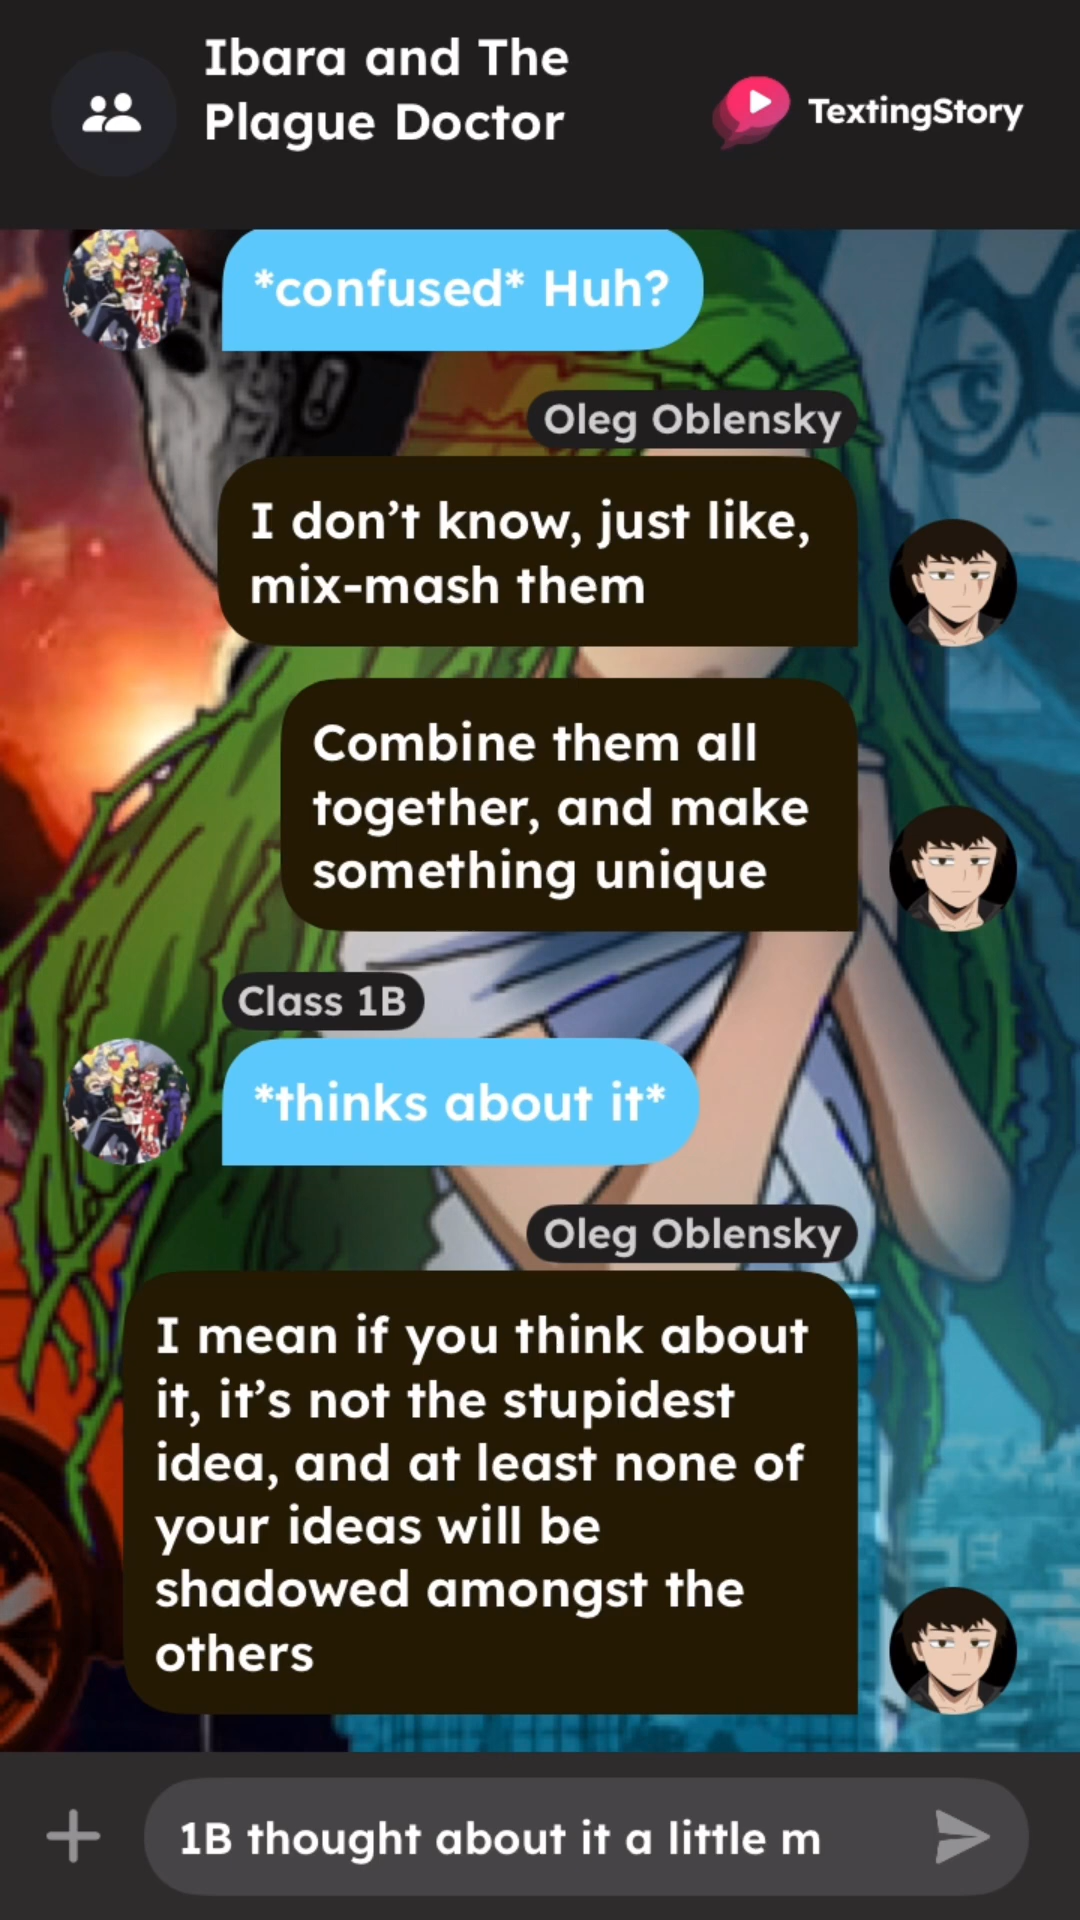 Ibara and The
Plague Doctor
TextingStory
*confused* Huh?
Oleg Oblensky
I don’t know, just like,
mix-mash them
Combine them all
together, and make
something unique
Class 1B
*thinks about it*
Oleg Oblensky
I mean if you think about
it, it’s not the stupidest
idea, and at least none of
your ideas will be
shadowed amongst the
others
1B thought about it a little m